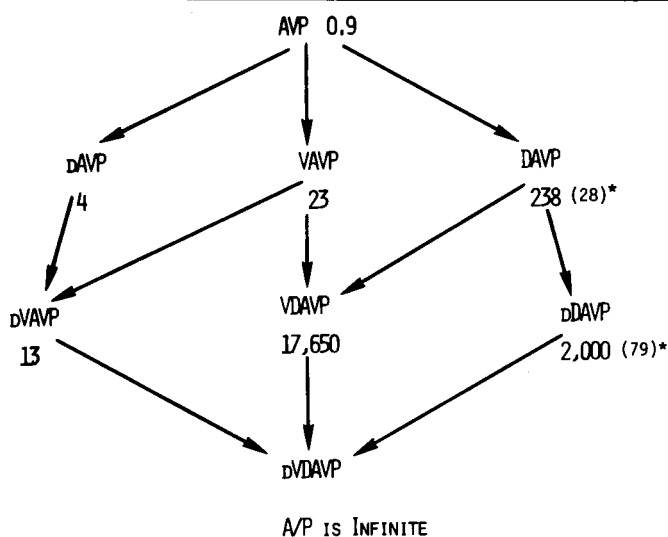 AVP 0.9
DAVP VAVP DAVP
4 23 238 (28)*
DVAVP VDAVP DDAVP
13 17,650 2,000 (79)*
DVDAVP
A/P IS INFINITE